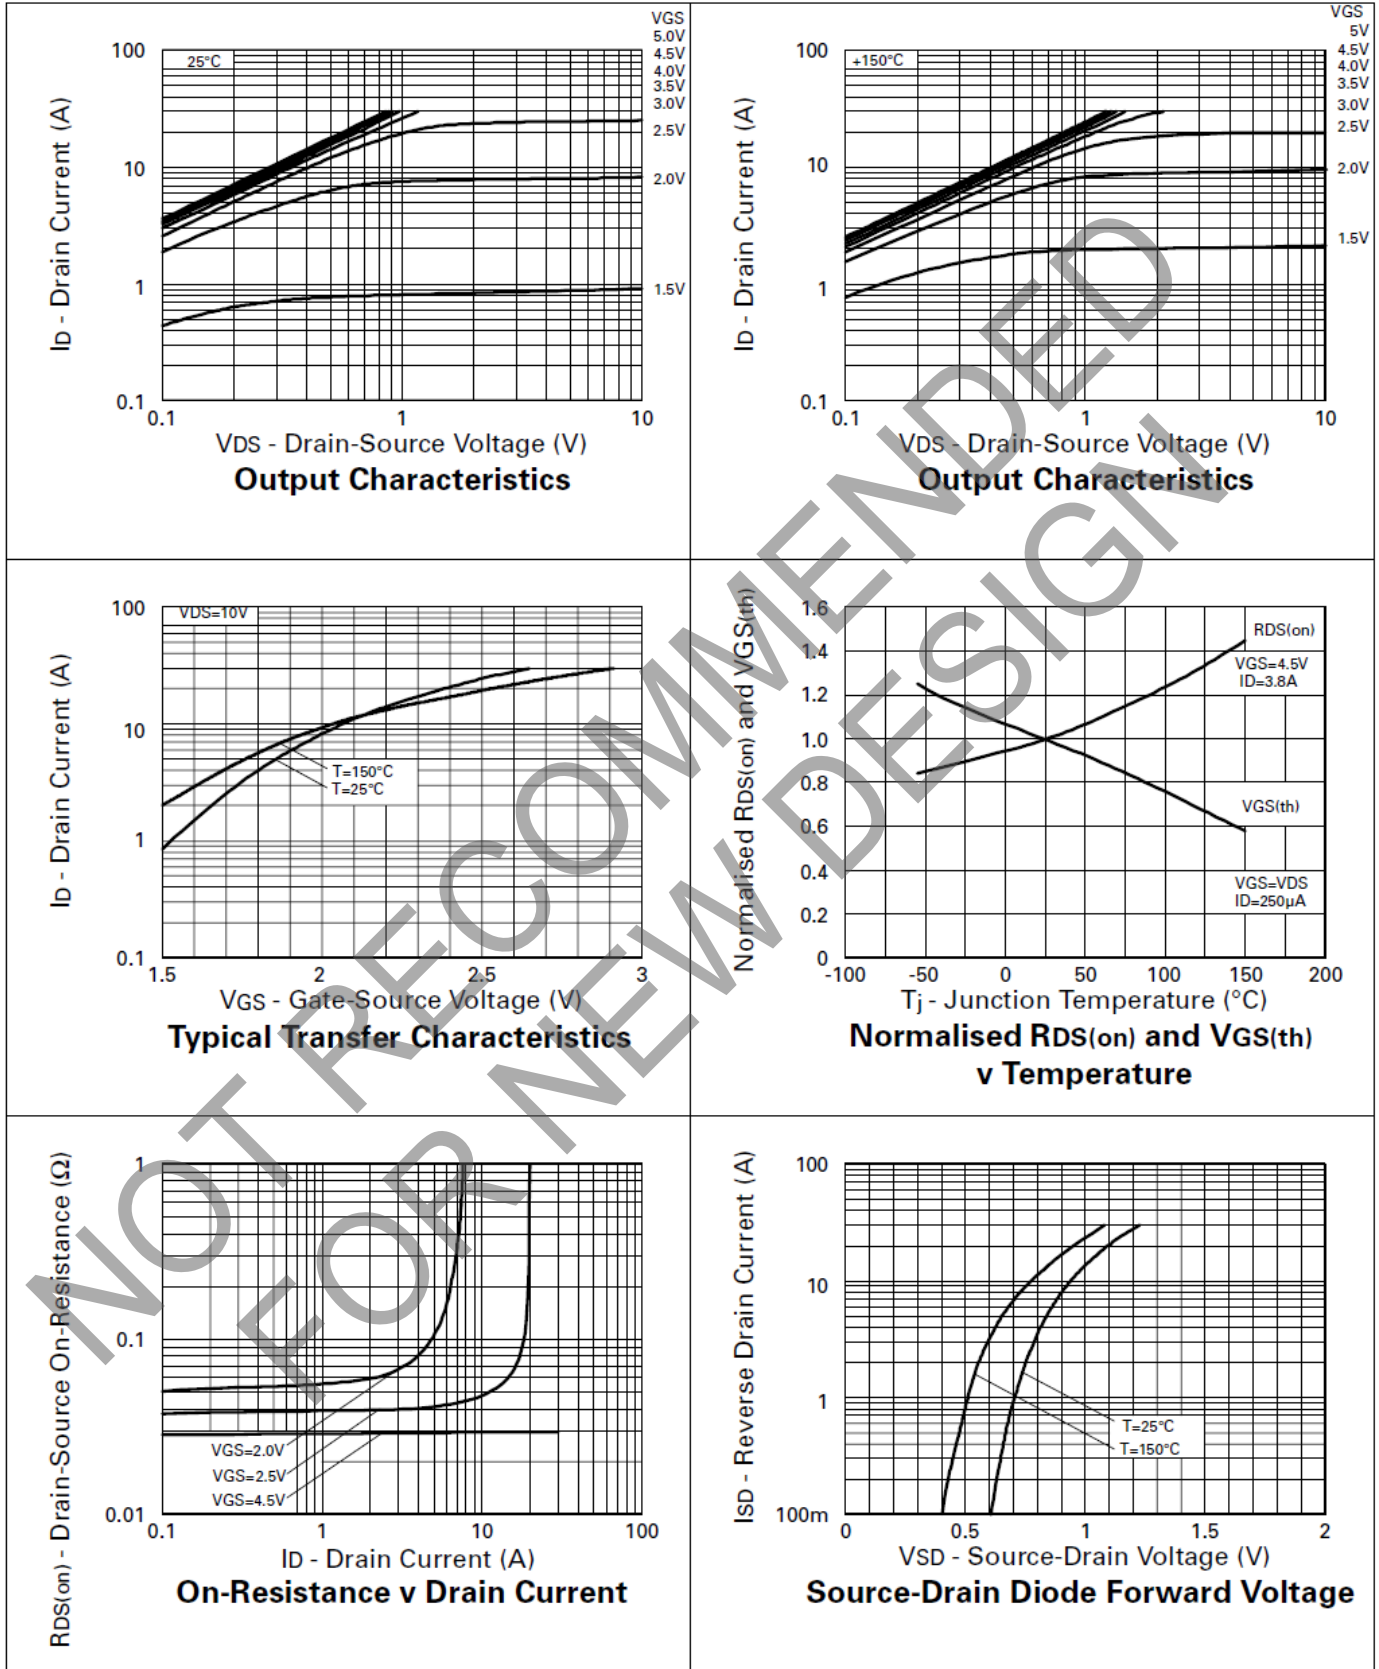 VGS
5.0V
4.5V
4.0V
3.5V
3.0V
2.5V
2.0V
1.5V
25°C
100
10
1
0.1
ID - Drain Current (A)
0.1 1 10
VDS - Drain-Source Voltage (V)
Output Characteristics
VGS
5V
4.5V
4.0V
3.5V
3.0V
2.5V
2.0V
1.5V
+150°C
100
10
1
0.1
ID - Drain Current (A)
0.1 1 10
VDS - Drain-Source Voltage (V)
Output Characteristics
VDS=10V
100
10
1
0.1
ID - Drain Current (A)
T=150°C
T=25°C
1.5 2 2.5 3
VGS - Gate-Source Voltage (V)
Typical Transfer Characteristics
Normalised RDS(on) and VGS(th)
1.6
1.4
1.2
1.0
0.8
0.6
0.4
0.2
0
RDS(on)
VGS=4.5V
ID=3.8A
VGS(th)
VGS=VDS
ID=250µA
-100 -50 0 50 100 150 200
Tj - Junction Temperature (°C)
Normalised RDS(on) and VGS(th)
v Temperature
RDS(on) - Drain-Source On-Resistance (Ω)
1
0.1
0.01
VGS=2.0V
VGS=2.5V
VGS=4.5V
0.1 1 10 100
ID - Drain Current (A)
On-Resistance v Drain Current
ISD - Reverse Drain Current (A)
100
10
1
100m
T=25°C
T=150°C
0 0.5 1 1.5 2
VSD - Source-Drain Voltage (V)
Source-Drain Diode Forward Voltage
NOT RECOMMENDED
FOR NEW DESIGN